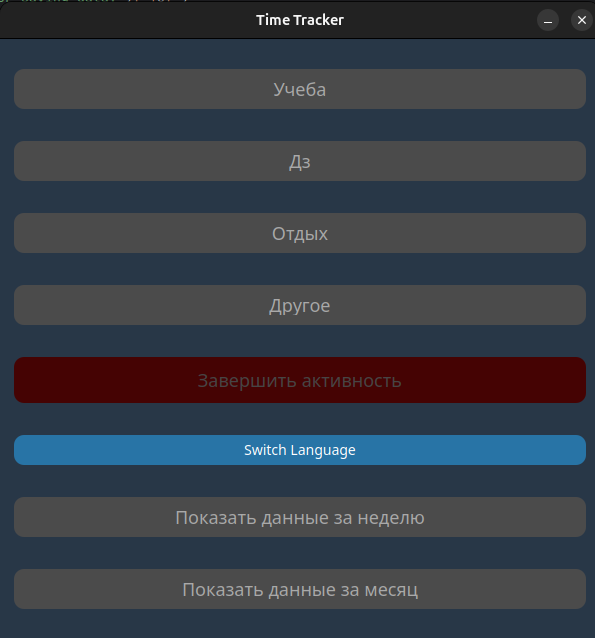 Time Tracker
Учеба
Дз
Отдых
Другое
Завершить активность
Switch Language
Показать данные за неделю
Показать данные за месяц